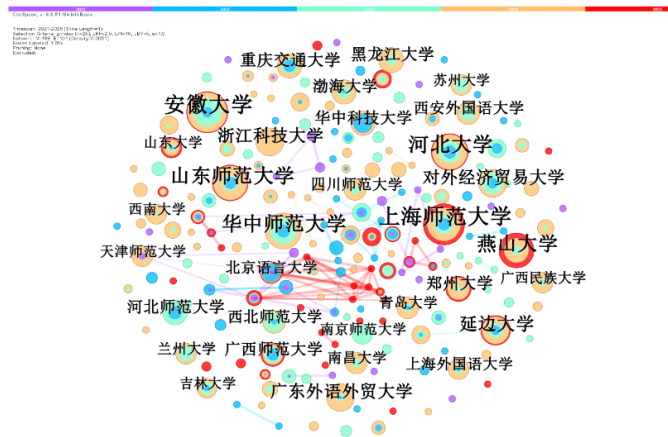 2021 2022 2023 2024 2025
重庆交通大学
黑龙江大学
渤海大学
苏州大学
安徽大学
西安外国语大学
华中科技大学
浙江科技大学
山东大学
河北大学
山东师范大学
四川师范大学
对外经济贸易大学
西南大学
华中师范大学
上海师范大学
燕山大学
天津师范大学
北京语言大学
广西民族大学
郑州大学
青岛大学
河北师范大学
西北师范大学
南京师范大学
延边大学
兰州大学
广西师范大学
南昌大学
上海外国语大学
吉林大学
广东外语外贸大学